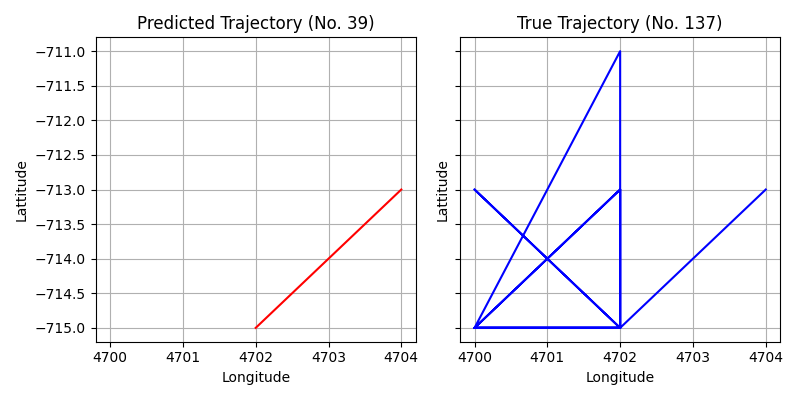 Predicted Trajectory (No. 39)
True Trajectory (No. 137)
−711.0
−711.5
−712.0
−712.5
−713.0
−713.5
−714.0
−714.5
−715.0
Lattitude
Lattitude
4700 4701 4702 4703 4704
4700 4701 4702 4703 4704
Longitude
Longitude